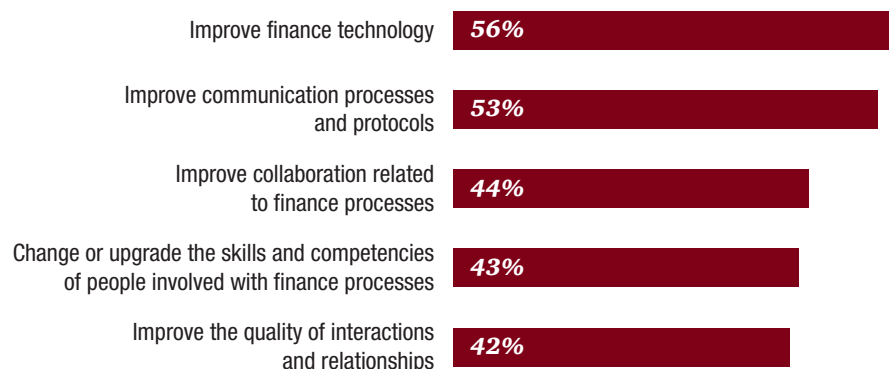 Improve finance technology
56%
Improve communication processes
and protocols
53%
Improve collaboration related
to finance processes
44%
Change or upgrade the skills and competencies
of people involved with finance processes
43%
Improve the quality of interactions
and relationships
42%